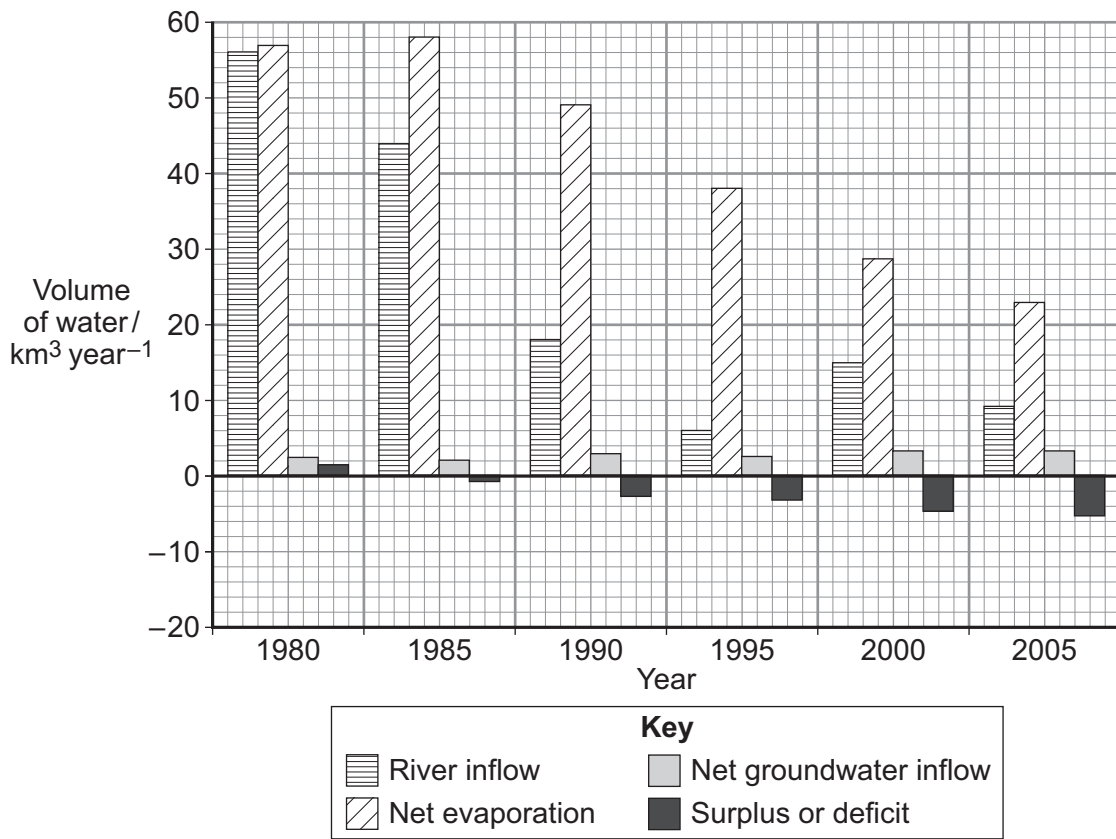 60
50
40
30
20
10
0
–10
–20
Volume
of water /
km³ year⁻¹
1980 1985 1990 1995 2000 2005
Year
Key
River inflow Net groundwater inflow
Net evaporation Surplus or deficit